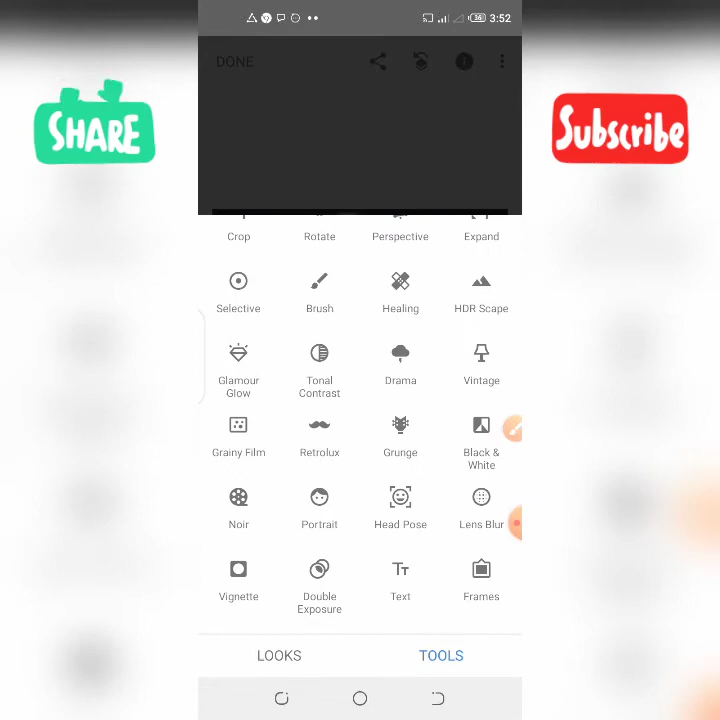 3:52
DONE
SHARE
Subscribe
Crop Rotate Perspective Expand
Selective Brush Healing HDR Scape
Glamour Glow Tonal Contrast Drama Vintage
Grainy Film Retrolux Grunge Black & White
Noir Portrait Head Pose Lens Blur
Vignette Double Exposure Text Frames
LOOKS TOOLS